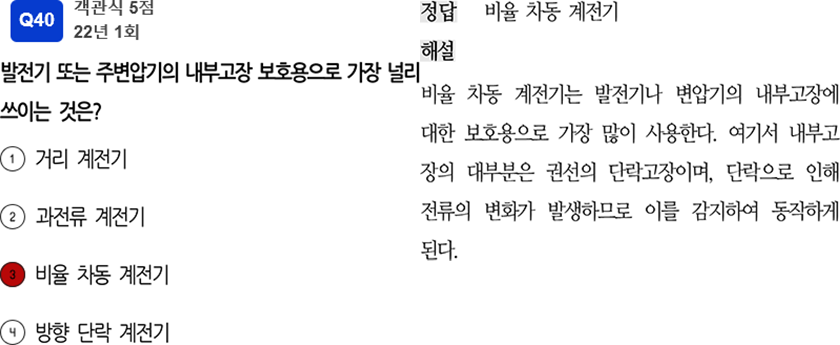 Q40
객관식 5점
22년 1회
발전기 또는 주변압기의 내부고장 보호용으로 가장 널리
쓰이는 것은?
1 거리 계전기
2 과전류 계전기
3 비율 차동 계전기
4 방향 단락 계전기
정답 비율 차동 계전기
해설
비율 차동 계전기는 발전기나 변압기의 내부고장에
대한 보호용으로 가장 많이 사용한다. 여기서 내부고
장의 대부분은 권선의 단락고장이며, 단락으로 인해
전류의 변화가 발생하므로 이를 감지하여 동작하게
된다.